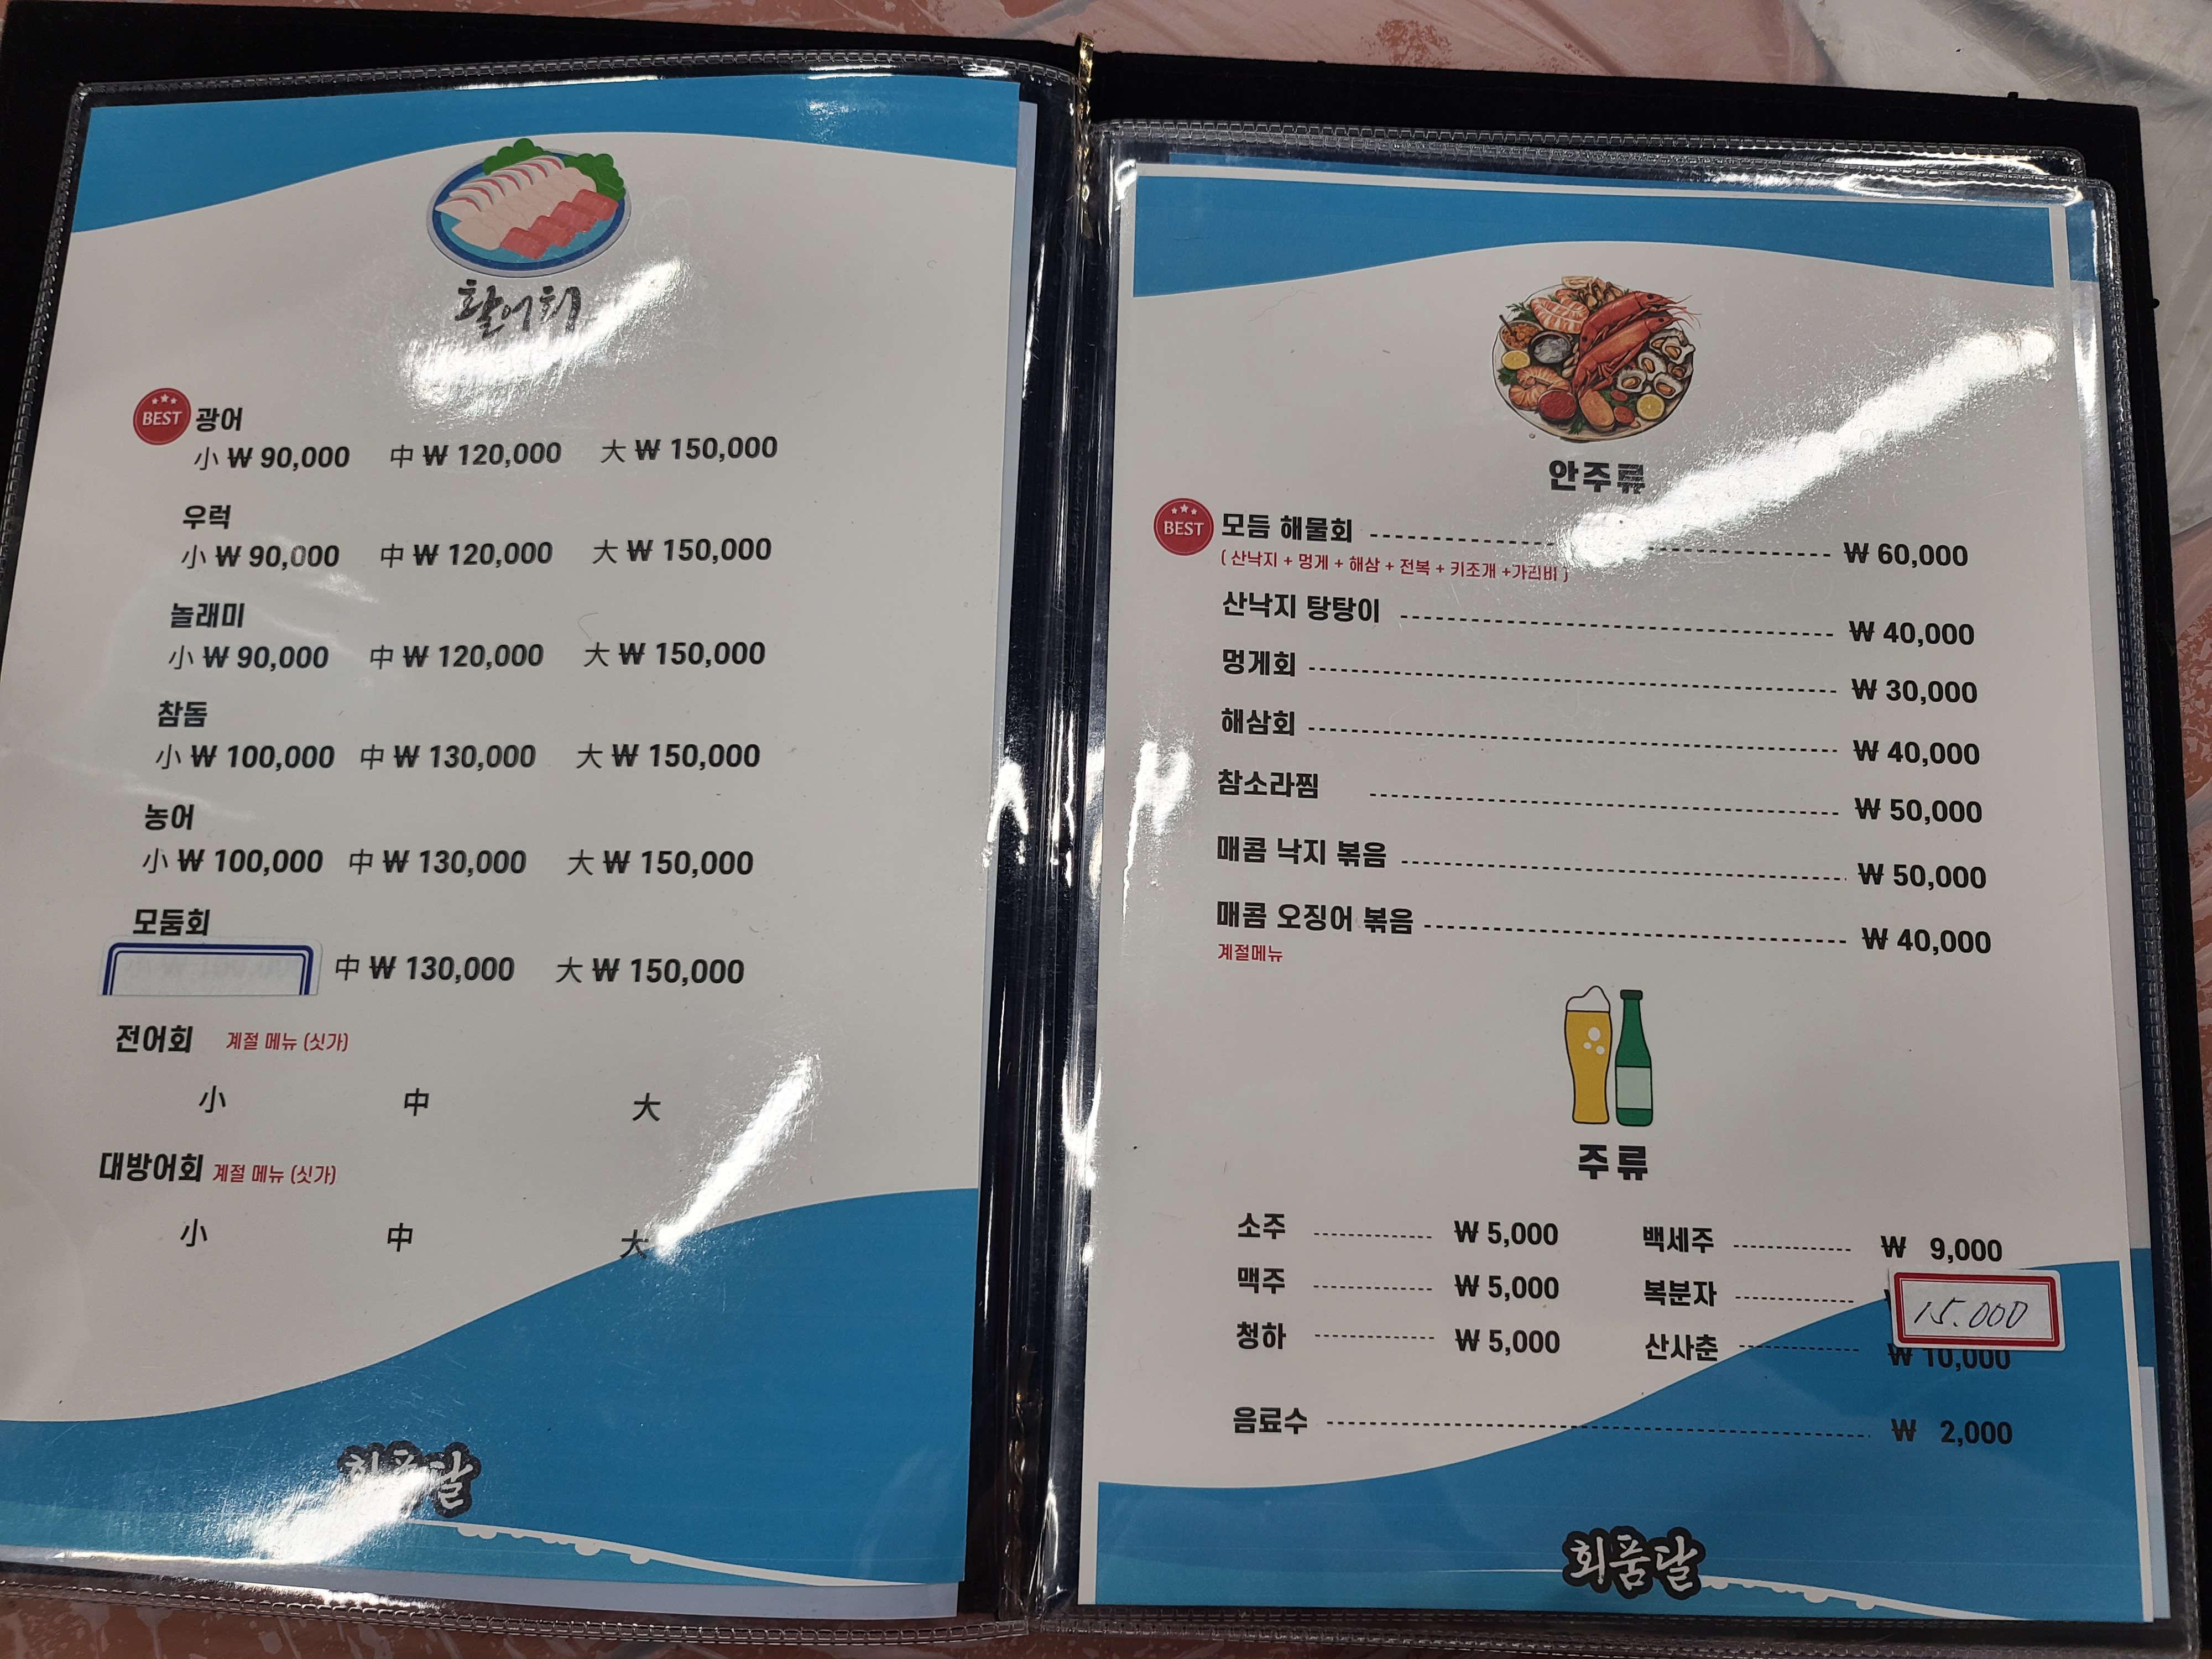 활어회
BEST 광어
小 ₩ 90,000 中 ₩ 120,000 大 ₩ 150,000
우럭
小 ₩ 90,000 中 ₩ 120,000 大 ₩ 150,000
놀래미
小 ₩ 90,000 中 ₩ 120,000 大 ₩ 150,000
참돔
小 ₩ 100,000 中 ₩ 130,000 大 ₩ 150,000
농어
小 ₩ 100,000 中 ₩ 130,000 大 ₩ 150,000
모둠회
中 ₩ 130,000 大 ₩ 150,000
전어회 계절 메뉴 (싯가)
小 中 大
대방어회 계절 메뉴 (싯가)
小 中 大
회품달
안주류
BEST 모듬 해물회 ₩ 60,000
( 산낙지 + 멍게 + 해삼 + 전복 + 키조개 +가리비 )
산낙지 탕탕이 ₩ 40,000
멍게회 ₩ 30,000
해삼회 ₩ 40,000
참소라찜 ₩ 50,000
매콤 낙지 볶음 ₩ 50,000
매콤 오징어 볶음 ₩ 40,000
계절메뉴
주류
소주 ₩ 5,000 백세주 ₩ 9,000
맥주 ₩ 5,000 복분자 15.000
청하 ₩ 5,000 산사춘 ₩ 10,000
음료수 ₩ 2,000
회품달